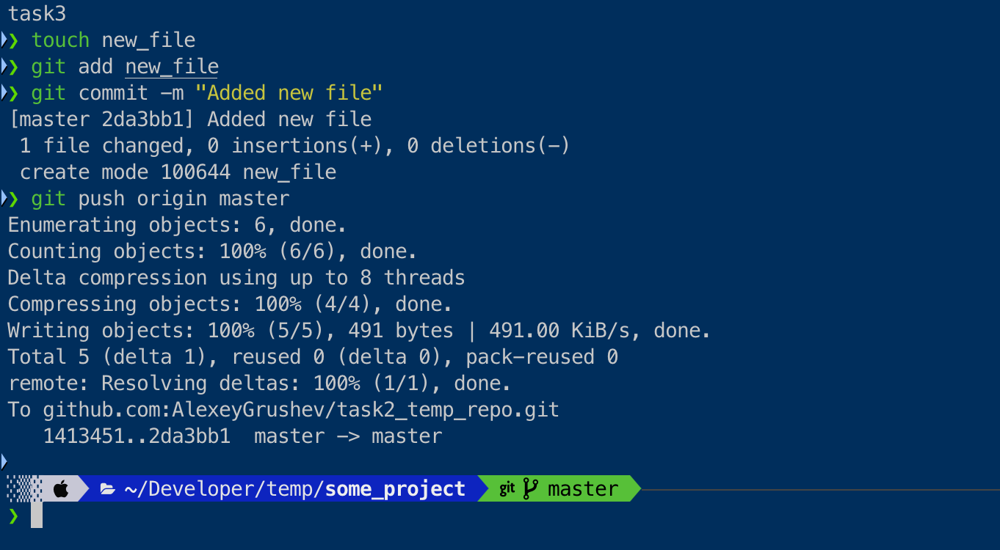 task3
❯ touch new_file
❯ git add new_file
❯ git commit -m "Added new file"
[master 2da3bb1] Added new file
 1 file changed, 0 insertions(+), 0 deletions(-)
 create mode 100644 new_file
❯ git push origin master
Enumerating objects: 6, done.
Counting objects: 100% (6/6), done.
Delta compression using up to 8 threads
Compressing objects: 100% (4/4), done.
Writing objects: 100% (5/5), 491 bytes | 491.00 KiB/s, done.
Total 5 (delta 1), reused 0 (delta 0), pack-reused 0
remote: Resolving deltas: 100% (1/1), done.
To github.com:AlexeyGrushev/task2_temp_repo.git
   1413451..2da3bb1  master -> master
~/Developer/temp/some_project git master
❯